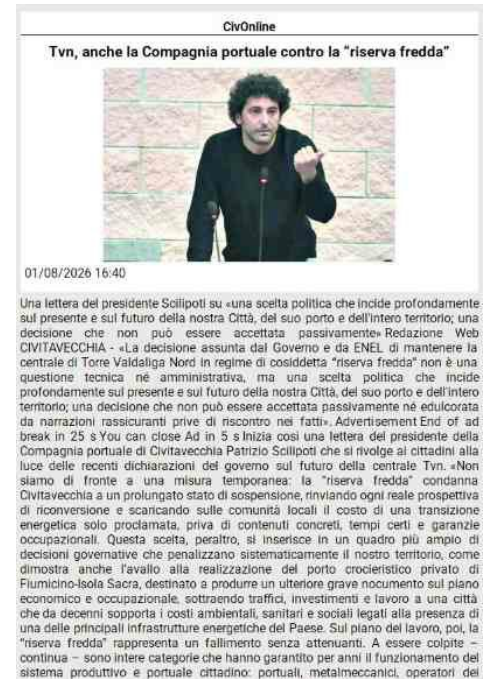 CivOnline
Tvn, anche la Compagnia portuale contro la "riserva fredda"
01/08/2026 16:40
Una lettera del presidente Scilipoti su «una scelta politica che incide profondamente
sul presente e sul futuro della nostra Città, del suo porto e dell'intero territorio; una
decisione che non può essere accettata passivamente» Redazione Web
CIVITAVECCHIA - «La decisione assunta dal Governo e da ENEL di mantenere la
centrale di Torre Valdaliga Nord in regime di cosiddetta "riserva fredda" non è una
questione tecnica né amministrativa, ma una scelta politica che incide
profondamente sul presente e sul futuro della nostra Città, del suo porto e dell'intero
territorio; una decisione che non può essere accettata passivamente né edulcorata
da narrazioni rassicuranti prive di riscontro nei fatti». Advertisement End of ad
break in 25 s You can close Ad in 5 s Inizia così una lettera del presidente della
Compagnia portuale di Civitavecchia Patrizio Scilipoti che si rivolge ai cittadini alla
luce delle recenti dichiarazioni del governo sul futuro della centrale Tvn. «Non
siamo di fronte a una misura temporanea: la "riserva fredda" condanna
Civitavecchia a un prolungato stato di sospensione, rinviando ogni reale prospettiva
di riconversione e scaricando sulle comunità locali il costo di una transizione
energetica solo proclamata, priva di contenuti concreti, tempi certi e garanzie
occupazionali. Questa scelta, peraltro, si inserisce in un quadro più ampio di
decisioni governative che penalizzano sistematicamente il nostro territorio, come
dimostra anche l'avallo alla realizzazione del porto crocieristico privato di
Fiumicino-Isola Sacra, destinato a produrre un ulteriore grave nocumento sul piano
economico e occupazionale, sottraendo traffici, investimenti e lavoro a una città
che da decenni sopporta i costi ambientali, sanitari e sociali legati alla presenza di
una delle principali infrastrutture energetiche del Paese. Sul piano del lavoro, poi, la
"riserva fredda" rappresenta un fallimento senza attenuanti. A essere colpite –
continua – sono intere categorie che hanno garantito per anni il funzionamento del
sistema produttivo e portuale cittadino: portuali, metalmeccanici, operatori dei